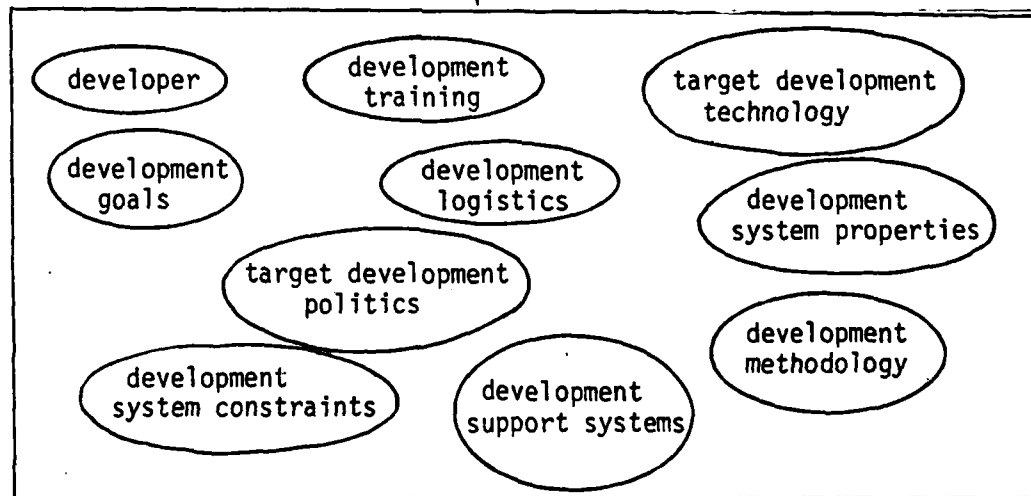 developer
development
training
target development
technology
development
goals
development
logistics
development
system properties
target development
politics
development
methodology
development
system constraints
development
support systems